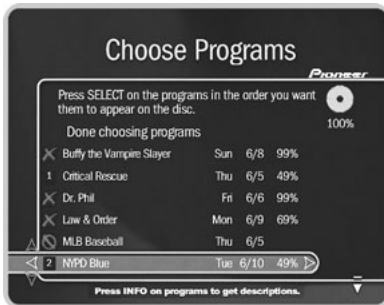 Choose Programs
Pioneer
Press SELECT on the programs in the order you want
them to appear on the disc.
100%
Done choosing programs
Buffy the Vampire Slayer Sun 6/8 99%
1 Critical Rescue Thu 6/5 49%
Dr. Phil Fri 6/6 99%
Law & Order Mon 6/9 69%
MLB Baseball Thu 6/5
2 NYPD Blue Tue 6/10 49%
Press INFO on programs to get descriptions.